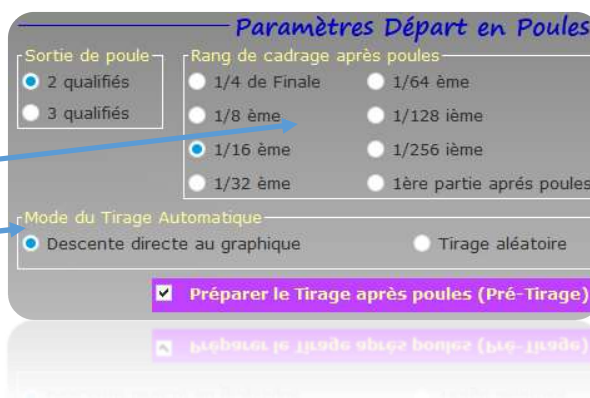 Paramètres Départ en Poules
Sortie de poule
2 qualifiés
3 qualifiés
Rang de cadrage après poules
1/4 de Finale
1/64 ème
1/8 ème
1/128 ième
1/16 ème
1/256 ième
1/32 ème
1ère partie aprés poules
Mode du Tirage Automatique
Descente directe au graphique
Tirage aléatoire
Préparer le Tirage après poules (Pré-Tirage)